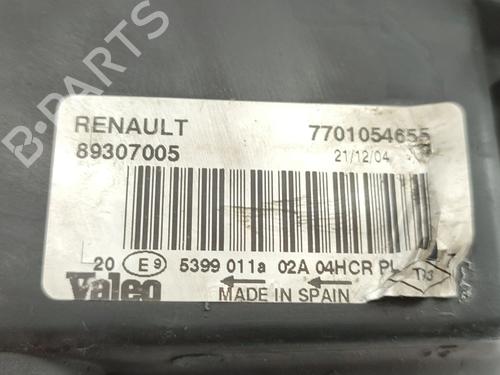 B-PARTS
RENAULT 7701054655
89307005 21/12/04
20 E9 5399 011a 02A 04HCR PL
Valeo MADE IN SPAIN